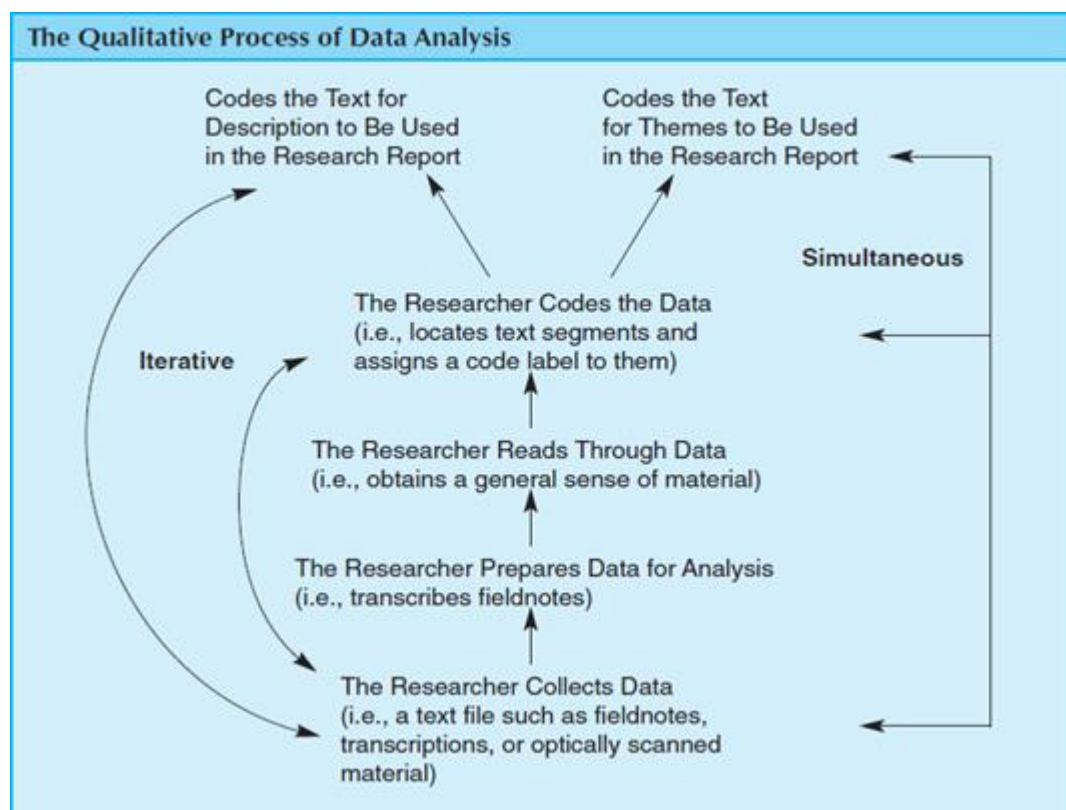 The Qualitative Process of Data Analysis
Codes the Text for
Description to Be Used
in the Research Report
Codes the Text
for Themes to Be Used
in the Research Report
Simultaneous
The Researcher Codes the Data
(i.e., locates text segments and
assigns a code label to them)
Iterative
The Researcher Reads Through Data
(i.e., obtains a general sense of material)
The Researcher Prepares Data for Analysis
(i.e., transcribes fieldnotes)
The Researcher Collects Data
(i.e., a text file such as fieldnotes,
transcriptions, or optically scanned
material)